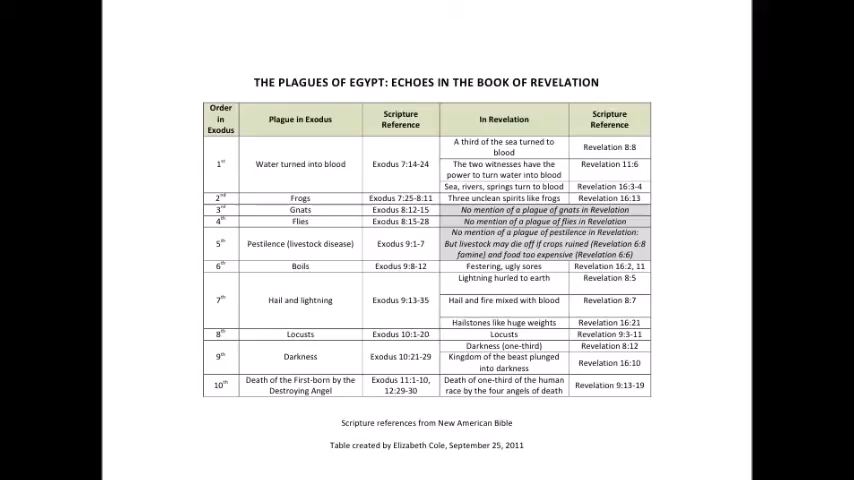 THE PLAGUES OF EGYPT: ECHOES IN THE BOOK OF REVELATION
Order in Exodus Plague in Exodus Scripture Reference In Revelation Scripture Reference
1st Water turned into blood Exodus 7:14-24 A third of the sea turned to blood Revelation 8:8
The two witnesses have the power to turn water into blood Revelation 11:6
Sea, rivers, springs turn to blood Revelation 16:3-4
2nd Frogs Exodus 7:25-8:11 Three unclean spirits like frogs Revelation 16:13
3rd Gnats Exodus 8:12-15 No mention of a plague of gnats in Revelation
4th Flies Exodus 8:15-28 No mention of a plague of flies in Revelation
5th Pestilence (livestock disease) Exodus 9:1-7 No mention of a plague of pestilence in Revelation: But livestock may die off if crops ruined (Revelation 6:8 famine) and food too expensive (Revelation 6:6)
6th Boils Exodus 9:8-12 Festering, ugly sores Revelation 16:2, 11
7th Hail and lightning Exodus 9:13-35 Lightning hurled to earth Revelation 8:5
Hail and fire mixed with blood Revelation 8:7
Hailstones like huge weights Revelation 16:21
8th Locusts Exodus 10:1-20 Locusts Revelation 9:3-11
9th Darkness Exodus 10:21-29 Darkness (one-third) Revelation 8:12
Kingdom of the beast plunged into darkness Revelation 16:10
10th Death of the First-born by the Destroying Angel Exodus 11:1-10, 12:29-30 Death of one-third of the human race by the four angels of death Revelation 9:13-19
Scripture references from New American Bible
Table created by Elizabeth Cole, September 25, 2011